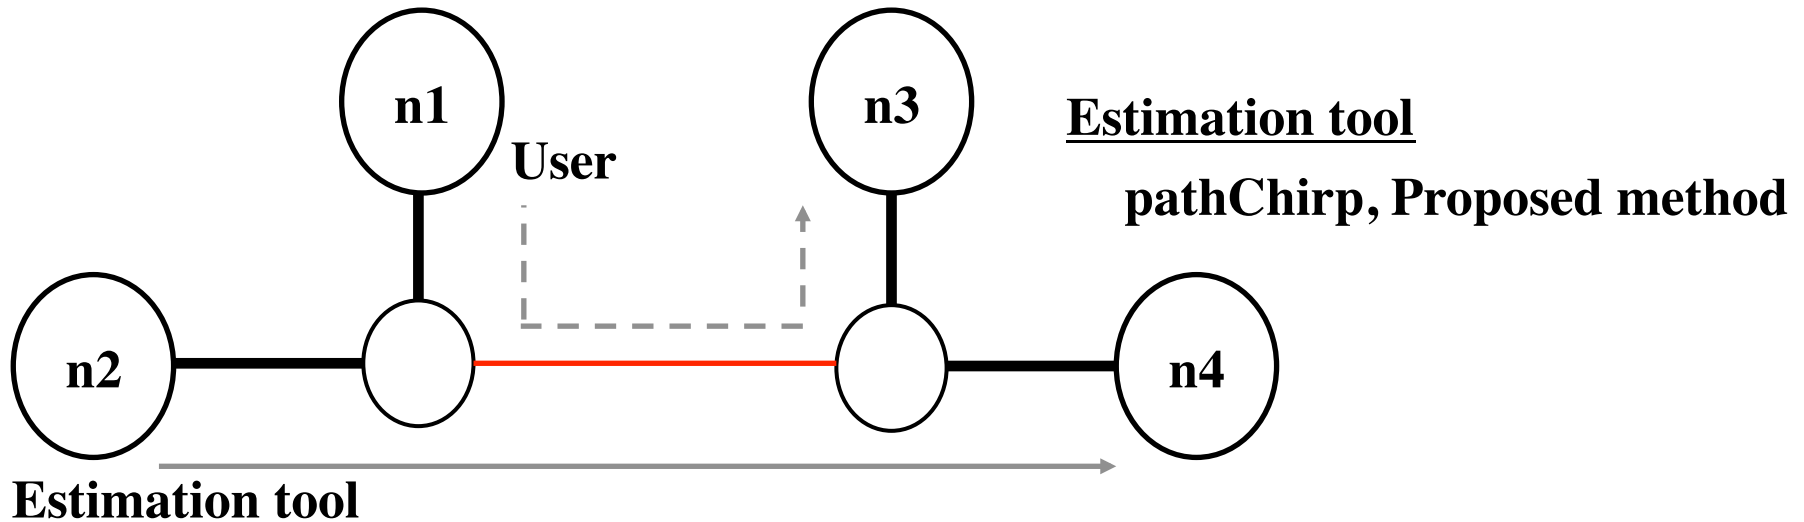 n1
n3
Estimation tool
User
pathChirp, Proposed method
n2
n4
Estimation tool